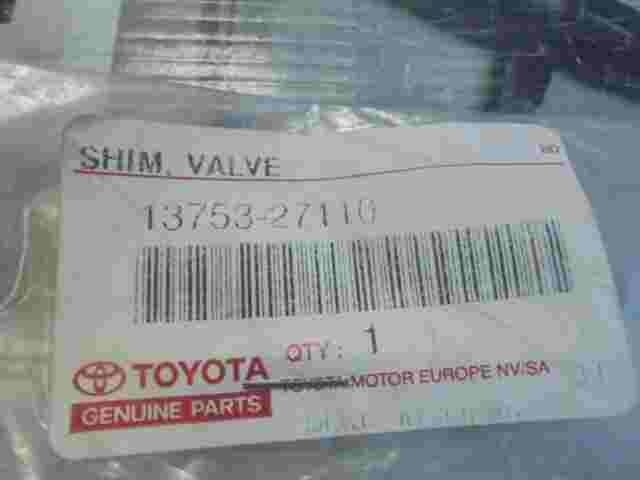 SHIM, VALVE
13753-27110
QTY: 1
TOYOTA
TOYOTA MOTOR EUROPE NV/SA
GENUINE PARTS